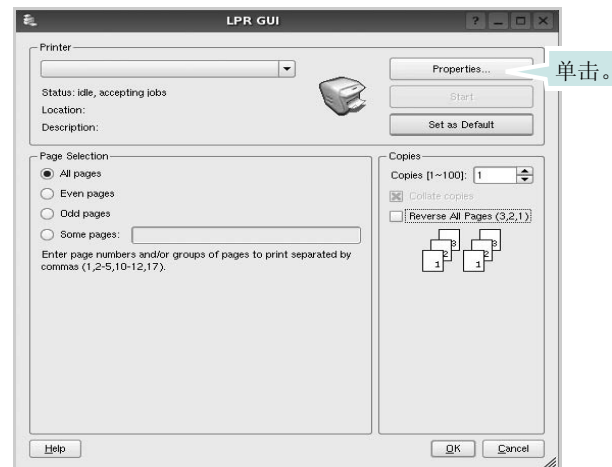 LPR GUI
Printer
Properties...
单击。
Status: idle, accepting jobs
Start
Location:
Description:
Set as Default
Page Selection
All pages
Even pages
Odd pages
Some pages:
Enter page numbers and/or groups of pages to print separated by
commas (1,2-5,10-12,17).
Copies
Copies [1~100]: 1
Collate copies
Reverse All Pages (3,2,1)
3 3
2 2
1 1
Help
OK
Cancel